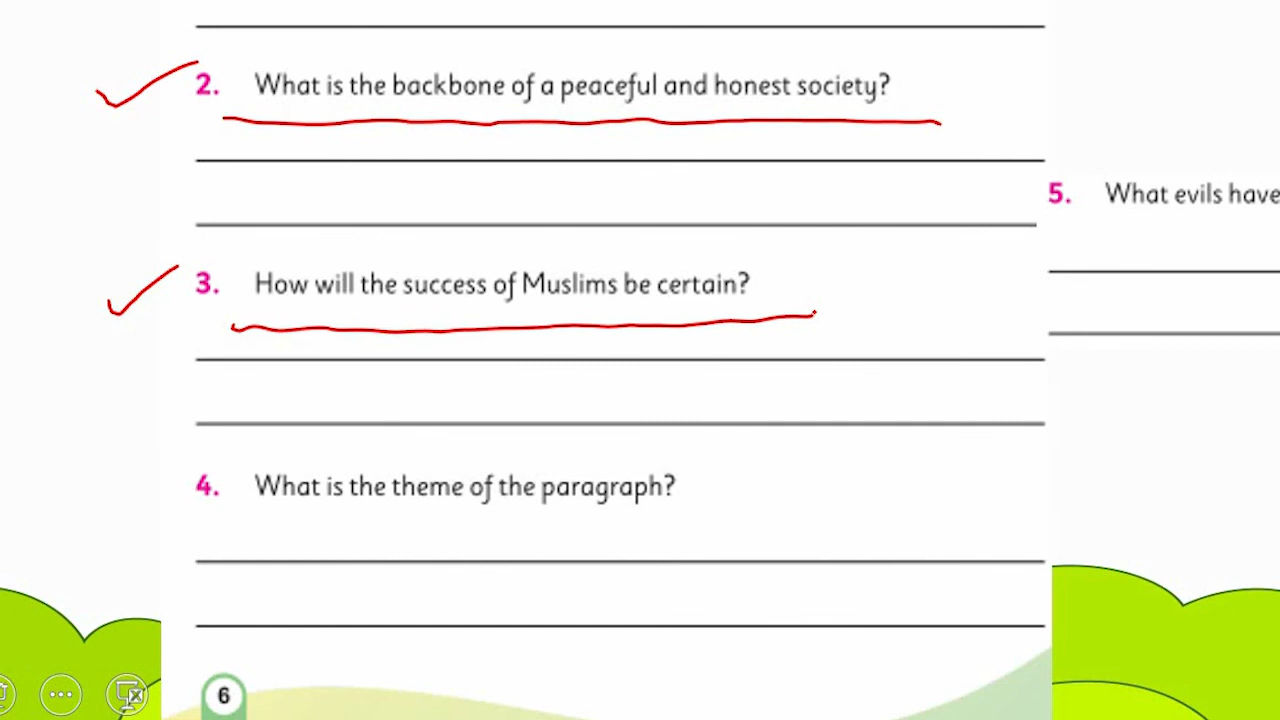 2. What is the backbone of a peaceful and honest society?
3. How will the success of Muslims be certain?
4. What is the theme of the paragraph?
6
5. What evils have